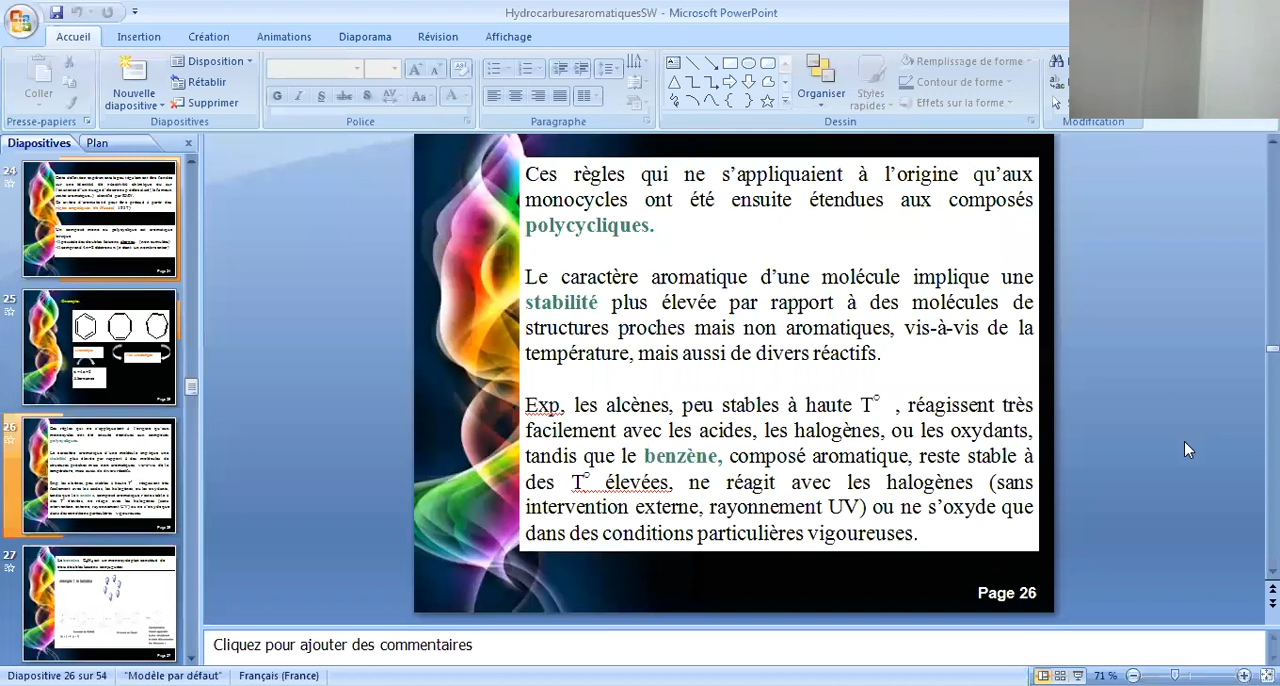 HydrocarburesaromatiquesSW - Microsoft PowerPoint
Accueil Insertion Création Animations Diaporama Révision Affichage
Coller
Nouvelle diapositive
Disposition
Rétablir
Supprimer
Organiser
Styles rapides
Remplissage de forme
Contour de forme
Effets sur la forme
Presse-papiers Diapositives Police Paragraphe Dessin Modification
Diapositives Plan
24
25
26
27
Ces règles qui ne s'appliquaient à l'origine qu'aux
monocycles ont été ensuite étendues aux composés
polycycliques.
Le caractère aromatique d'une molécule implique une
stabilité plus élevée par rapport à des molécules de
structures proches mais non aromatiques, vis-à-vis de la
température, mais aussi de divers réactifs.
Exp, les alcènes, peu stables à haute T° , réagissent très
facilement avec les acides, les halogènes, ou les oxydants,
tandis que le benzène, composé aromatique, reste stable à
des T° élevées, ne réagit avec les halogènes (sans
intervention externe, rayonnement UV) ou ne s'oxyde que
dans des conditions particulières vigoureuses.
Page 26
Cliquez pour ajouter des commentaires
Diapositive 26 sur 54 "Modèle par défaut" Français (France) 71 %